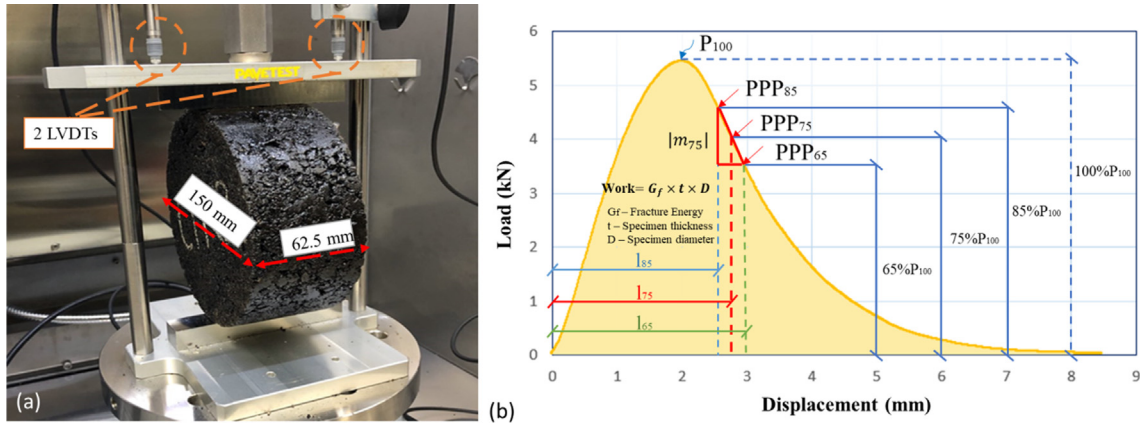 PAVETEST
2 LVDTs
150 mm
62.5 mm
(a)
P100
PPP85
PPP75
PPP65
|m75|
Work= Gf × t × D
Gf – Fracture Energy
t – Specimen thickness
D – Specimen diameter
l85
l75
l65
100%P100
85%P100
75%P100
65%P100
Load (kN)
6
5
4
3
2
1
0
0 1 2 3 4 5 6 7 8 9
Displacement (mm)
(b)